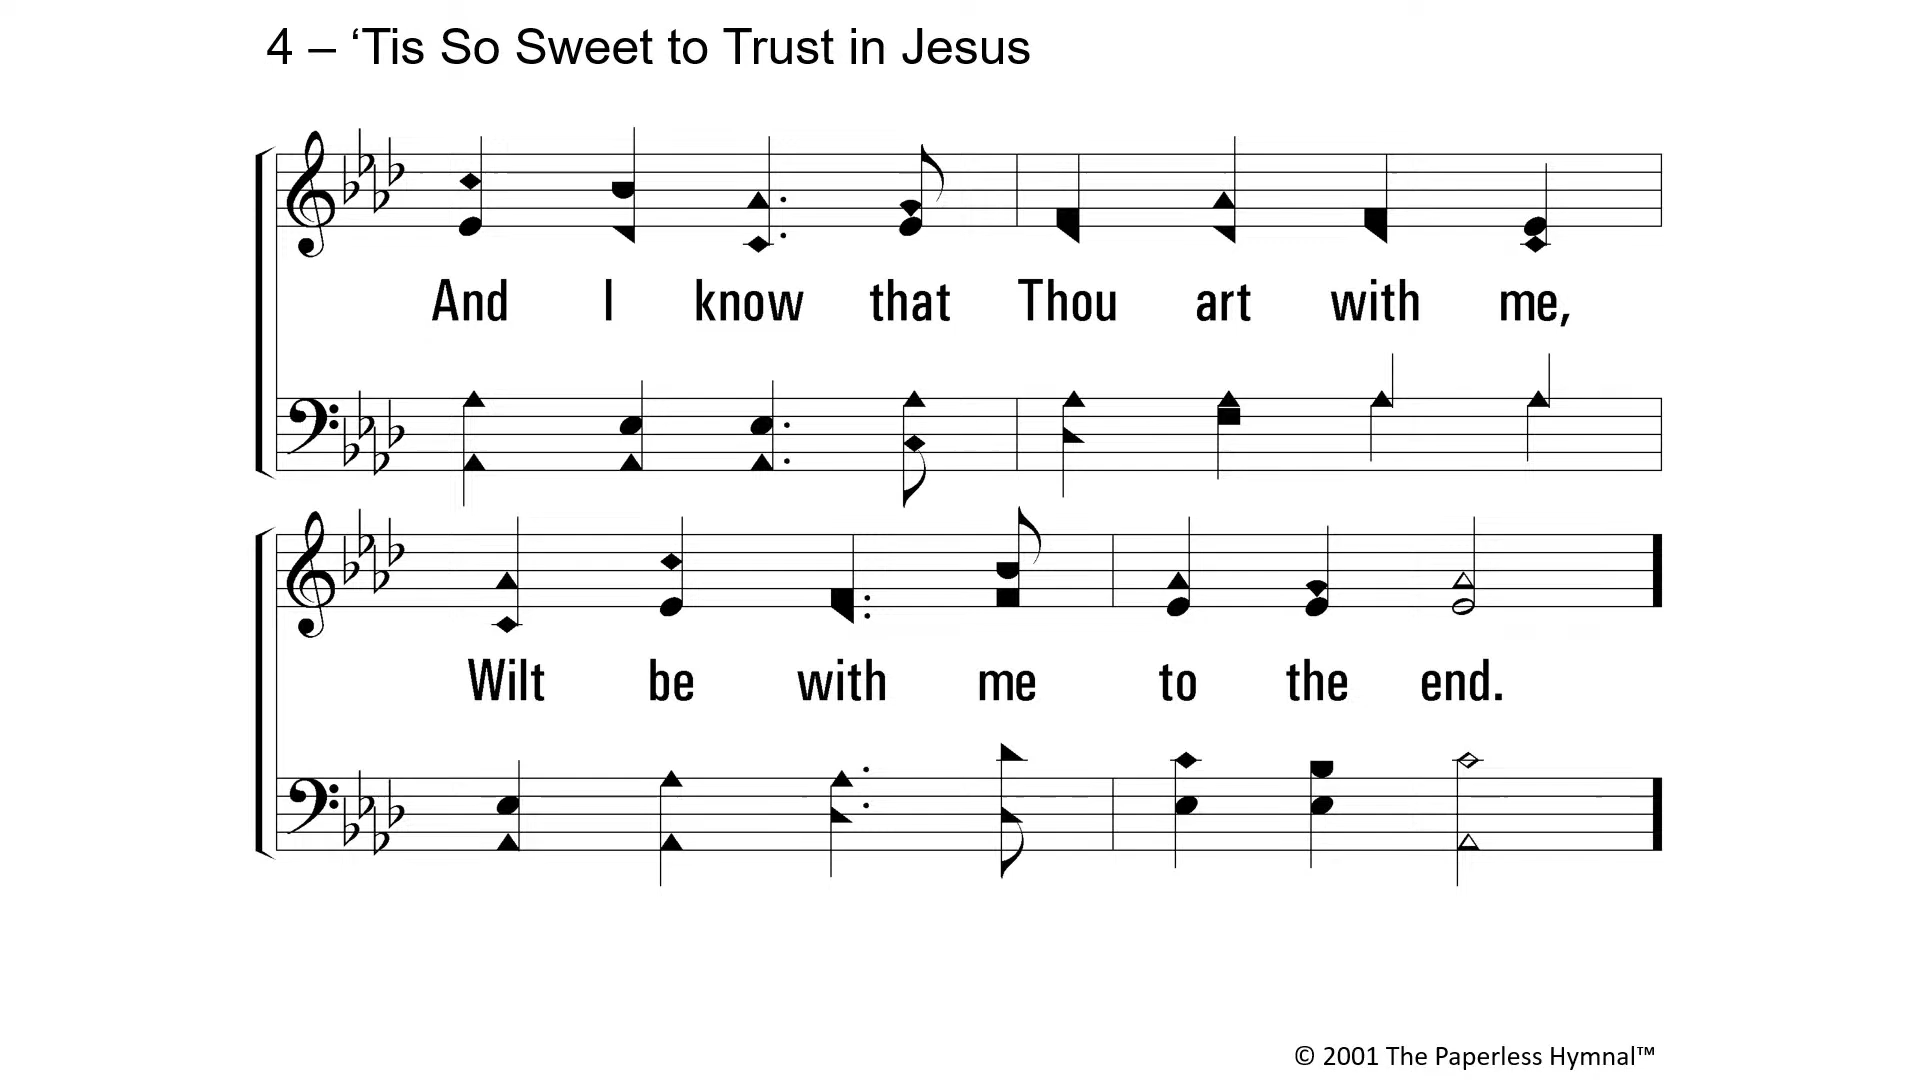 4 – ‘Tis So Sweet to Trust in Jesus
And I know that Thou art with me,
Wilt be with me to the end.
© 2001 The Paperless Hymnal™